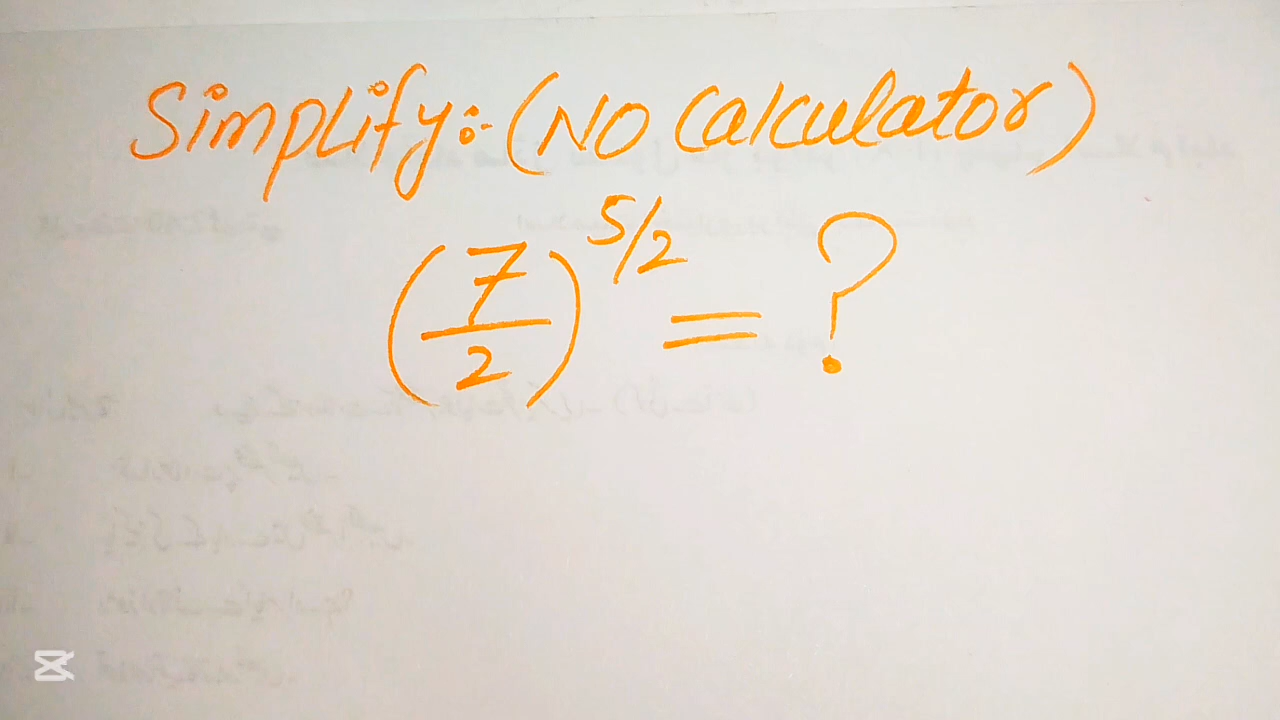 Simplify:- (NO Calculator)
(7/2)^5/2 = ?